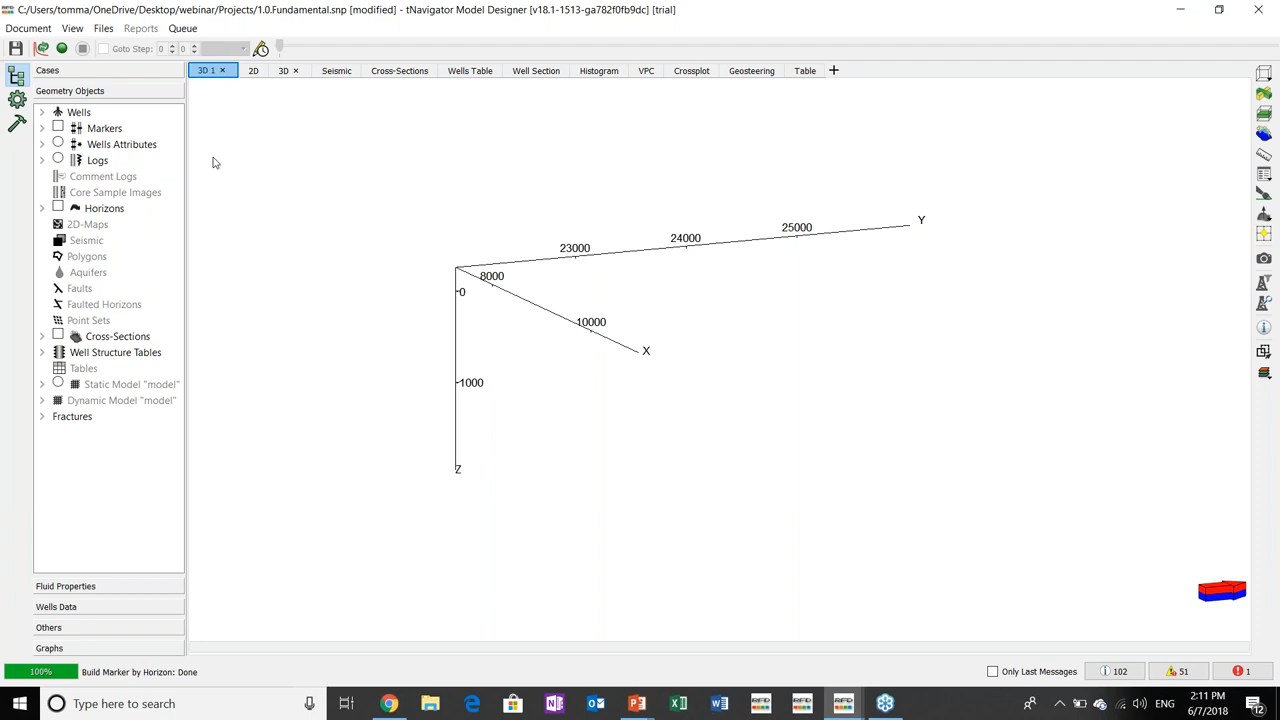 C:/Users/tomma/OneDrive/Desktop/webinar/Projects/1.0.Fundamental.snp [modified] - tNavigator Model Designer [v18.1-1513-ga782f0fb9dc] [trial]
Document View Files Reports Queue
Goto Step: 0 0
Cases
3D 1 2D 3D Seismic Cross-Sections Wells Table Well Section Histogram VPC Crossplot Geosteering Table
Geometry Objects
Wells
Markers
Wells Attributes
Logs
Comment Logs
Core Sample Images
Horizons
2D-Maps
Seismic
Polygons
Aquifers
Faults
Faulted Horizons
Point Sets
Cross-Sections
Well Structure Tables
Tables
Static Model "model"
Dynamic Model "model"
Fractures
Y
25000
24000
23000
8000
0
10000
X
1000
Z
Fluid Properties
Wells Data
Others
Graphs
100% Build Marker by Horizon: Done
Only Last Messages 102 51 1
Type here to search
ENG
2:11 PM
6/7/2018